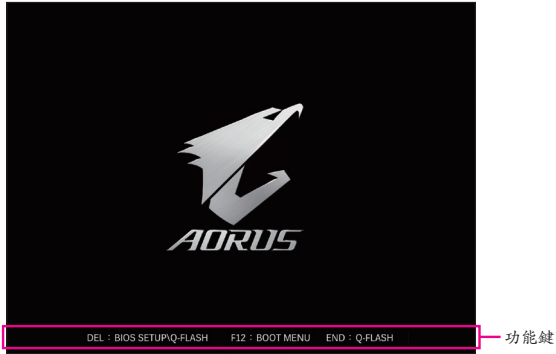 AORUS
DEL : BIOS SETUP\Q-FLASH F12 : BOOT MENU END : Q-FLASH
功能鍵